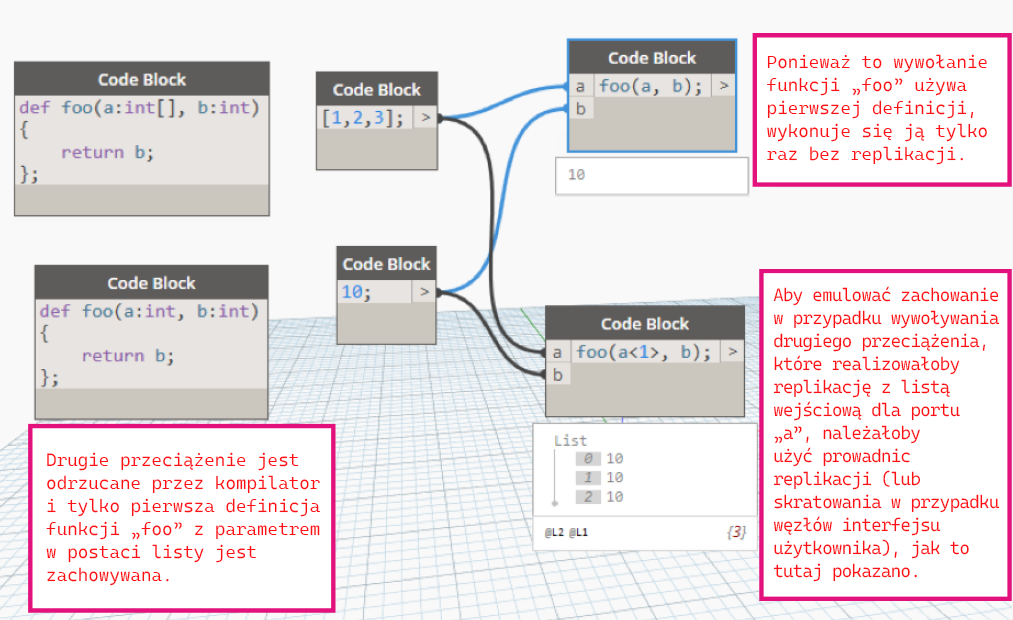 Code Block
def foo(a:int[], b:int)
{
return b;
};
Code Block
def foo(a:int, b:int)
{
return b;
};
Drugie przeciążenie jest
odrzucane przez kompilator
i tylko pierwsza definicja
funkcji „foo” z parametrem
w postaci listy jest
zachowywana.
Code Block
[1,2,3]; >
Code Block
10; >
Code Block
a foo(a, b); >
b
10
Code Block
a foo(a<1>, b); >
b
List
0 10
1 10
2 10
@L2 @L1 {3}
Ponieważ to wywołanie
funkcji „foo” używa
pierwszej definicji,
wykonuje się ją tylko
raz bez replikacji.
Aby emulować zachowanie
w przypadku wywoływania
drugiego przeciążenia,
które realizowałoby
replikację z listą
wejściową dla portu
„a”, należałoby
użyć prowadnic
replikacji (lub
skratowania w przypadku
węzłów interfejsu
użytkownika), jak to
tutaj pokazano.